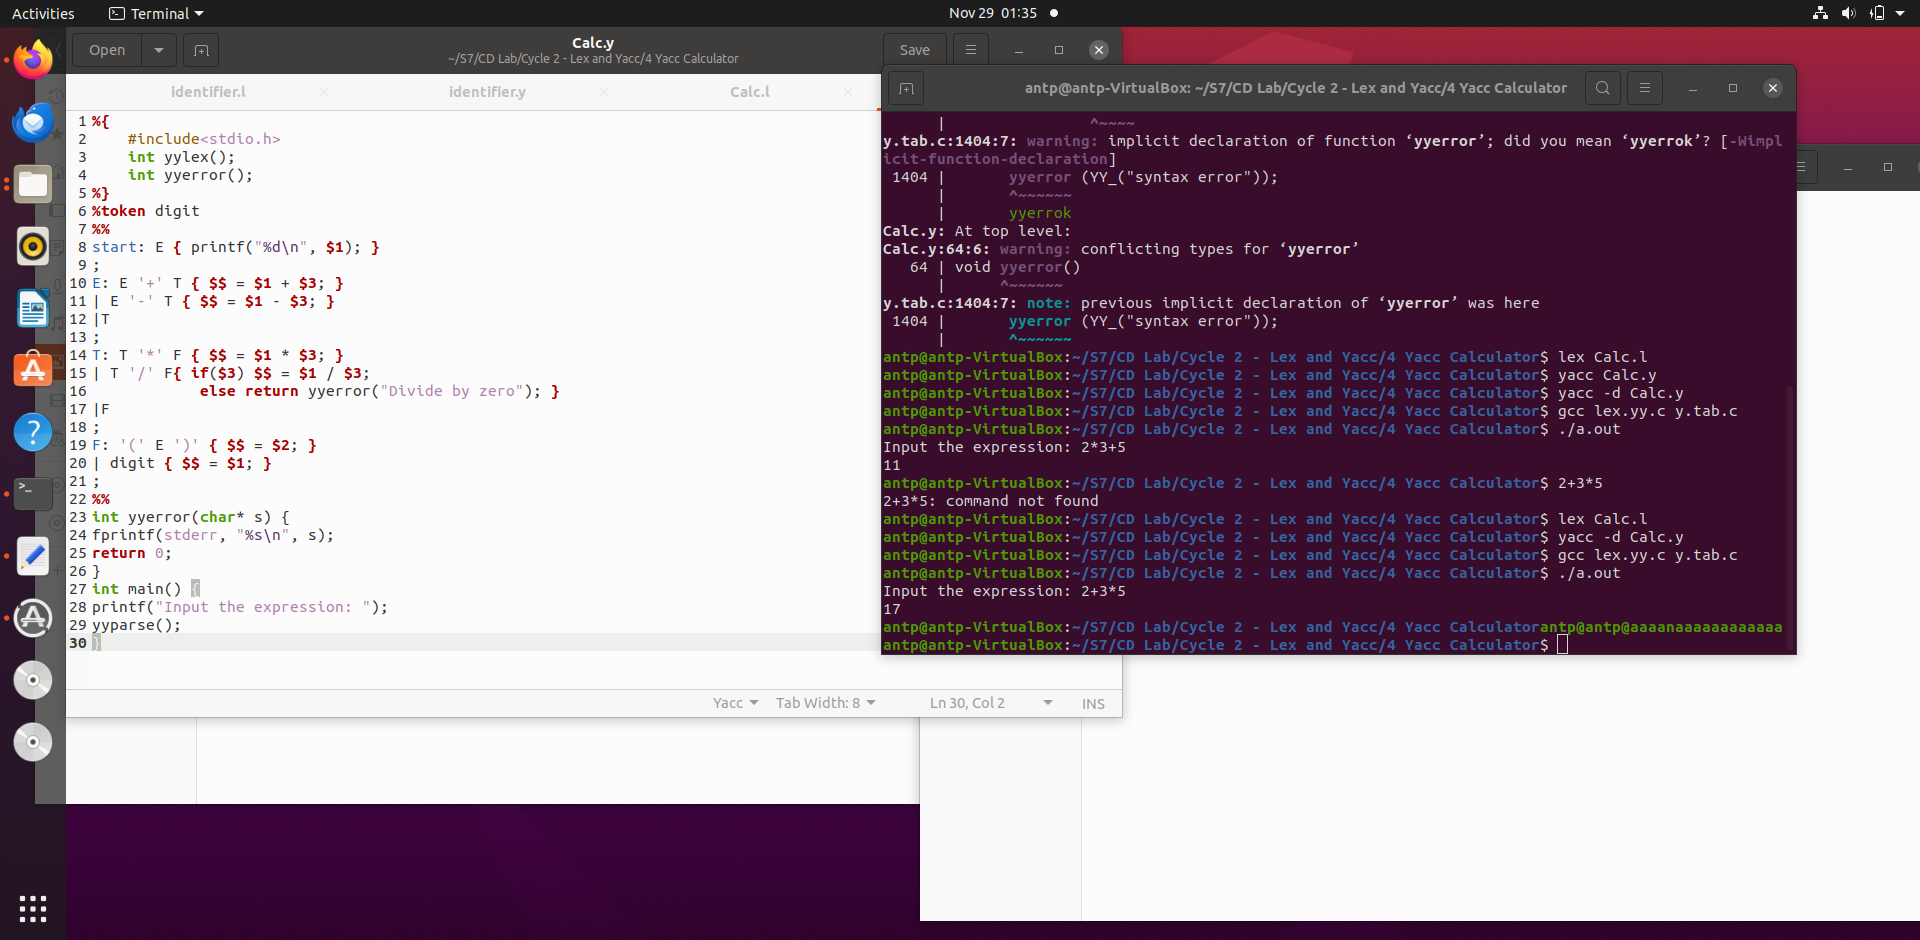 Activities
Terminal
Nov 29 01:35
Open
Calc.y
~/S7/CD Lab/Cycle 2 - Lex and Yacc/4 Yacc Calculator
Save
identifier.l
identifier.y
Calc.l
1 %{
2 #include<stdio.h>
3 int yylex();
4 int yyerror();
5 %}
6 %token digit
7 %%
8 start: E { printf("%d\n", $1); }
9 ;
10 E: E '+' T { $$ = $1 + $3; }
11 | E '-' T { $$ = $1 - $3; }
12 |T
13 ;
14 T: T '*' F { $$ = $1 * $3; }
15 | T '/' F{ if($3) $$ = $1 / $3;
16 else return yyerror("Divide by zero"); }
17 |F
18 ;
19 F: '(' E ')' { $$ = $2; }
20 | digit { $$ = $1; }
21 ;
22 %%
23 int yyerror(char* s) {
24 fprintf(stderr, "%s\n", s);
25 return 0;
26 }
27 int main() {
28 printf("Input the expression: ");
29 yyparse();
30 }
Yacc
Tab Width: 8
Ln 30, Col 2
INS
antp@antp-VirtualBox: ~/S7/CD Lab/Cycle 2 - Lex and Yacc/4 Yacc Calculator
| ^~~~~
y.tab.c:1404:7: warning: implicit declaration of function ‘yyerror’; did you mean ‘yyerrok’? [-Wimpl
icit-function-declaration]
1404 | yyerror (YY_("syntax error"));
| ^~~~~~~
| yyerrok
Calc.y: At top level:
Calc.y:64:6: warning: conflicting types for ‘yyerror’
64 | void yyerror()
| ^~~~~~~
y.tab.c:1404:7: note: previous implicit declaration of ‘yyerror’ was here
1404 | yyerror (YY_("syntax error"));
| ^~~~~~~
antp@antp-VirtualBox:~/S7/CD Lab/Cycle 2 - Lex and Yacc/4 Yacc Calculator$ lex Calc.l
antp@antp-VirtualBox:~/S7/CD Lab/Cycle 2 - Lex and Yacc/4 Yacc Calculator$ yacc Calc.y
antp@antp-VirtualBox:~/S7/CD Lab/Cycle 2 - Lex and Yacc/4 Yacc Calculator$ yacc -d Calc.y
antp@antp-VirtualBox:~/S7/CD Lab/Cycle 2 - Lex and Yacc/4 Yacc Calculator$ gcc lex.yy.c y.tab.c
antp@antp-VirtualBox:~/S7/CD Lab/Cycle 2 - Lex and Yacc/4 Yacc Calculator$ ./a.out
Input the expression: 2*3+5
11
antp@antp-VirtualBox:~/S7/CD Lab/Cycle 2 - Lex and Yacc/4 Yacc Calculator$ 2+3*5
2+3*5: command not found
antp@antp-VirtualBox:~/S7/CD Lab/Cycle 2 - Lex and Yacc/4 Yacc Calculator$ lex Calc.l
antp@antp-VirtualBox:~/S7/CD Lab/Cycle 2 - Lex and Yacc/4 Yacc Calculator$ yacc -d Calc.y
antp@antp-VirtualBox:~/S7/CD Lab/Cycle 2 - Lex and Yacc/4 Yacc Calculator$ gcc lex.yy.c y.tab.c
antp@antp-VirtualBox:~/S7/CD Lab/Cycle 2 - Lex and Yacc/4 Yacc Calculator$ ./a.out
Input the expression: 2+3*5
17
antp@antp-VirtualBox:~/S7/CD Lab/Cycle 2 - Lex and Yacc/4 Yacc Calculatorantp@antp@aaaanaaaaaaaaaaaa
antp@antp-VirtualBox:~/S7/CD Lab/Cycle 2 - Lex and Yacc/4 Yacc Calculator$